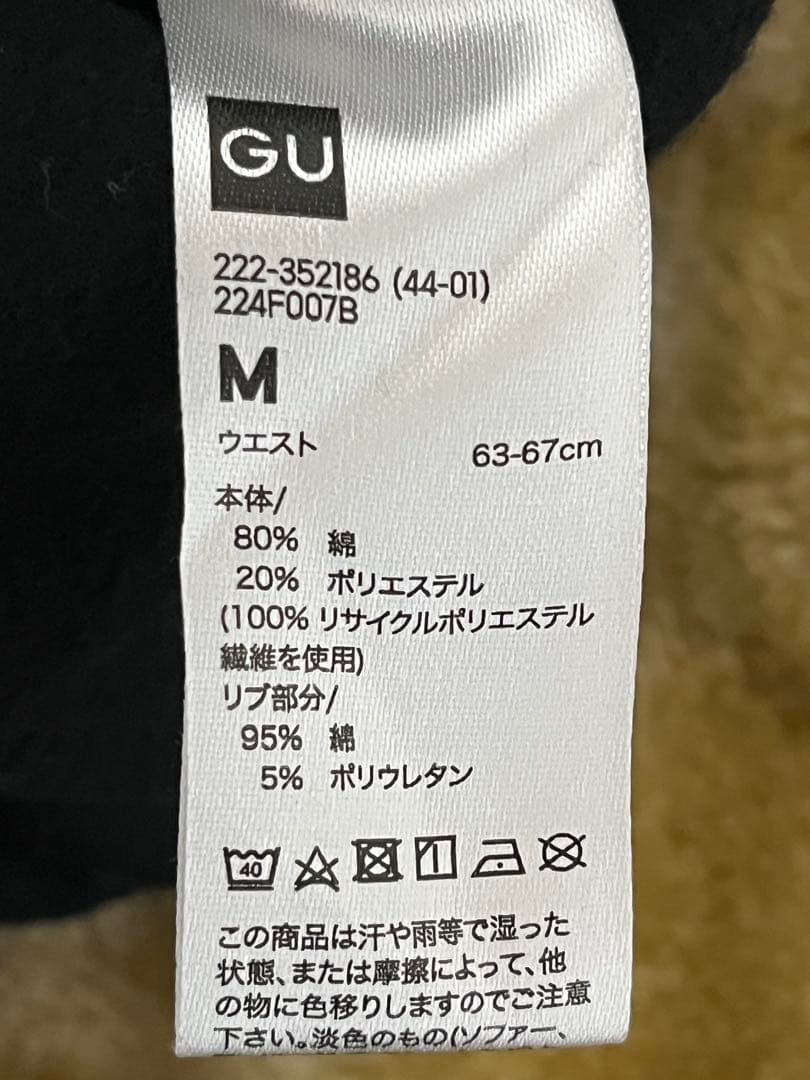 GU
222-352186 (44-01)
224F007B
M
ウエスト 63-67cm
本体/
80% 綿
20% ポリエステル
(100% リサイクルポリエステル
繊維を使用)
リブ部分/
95% 綿
5% ポリウレタン
40
この商品は汗や雨等で湿った
状態、または摩擦によって、他
の物に色移りしますのでご注意
下さい。淡色のもの(ソファー、